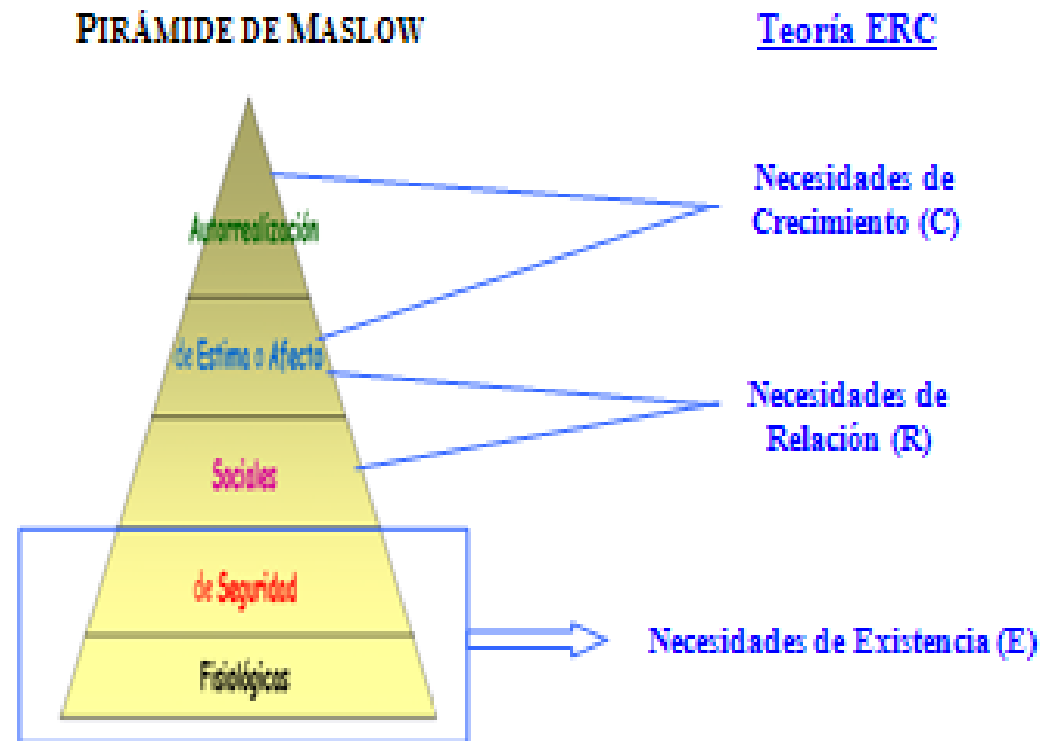 PIRÁMIDE DE MASLOW
Teoría ERC
Necesidades de
Crecimiento (C)
Autorrealización
de Estima o Afecto
Necesidades de
Relación (R)
Sociales
de Seguridad
Necesidades de Existencia (E)
Fisiológicas